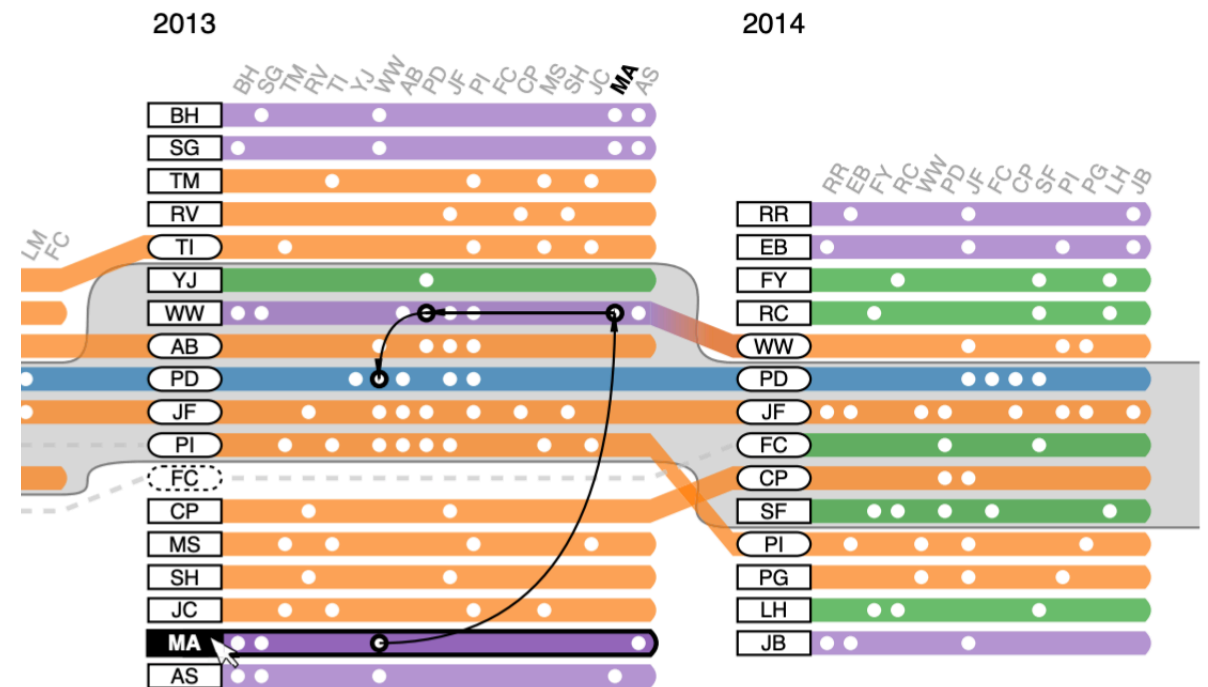 2013 2014
BH SG TM RV TI YJ WW AB PD JF PI FC CP MS SH JC MA AS
RR EB FY RC WW PD JF FC CP SF PI PG LH JB
LM FC
BH
SG
TM
RV
TI
YJ
WW
AB
PD
JF
PI
FC
CP
MS
SH
JC
MA
AS
RR
EB
FY
RC
WW
PD
JF
FC
CP
SF
PI
PG
LH
JB